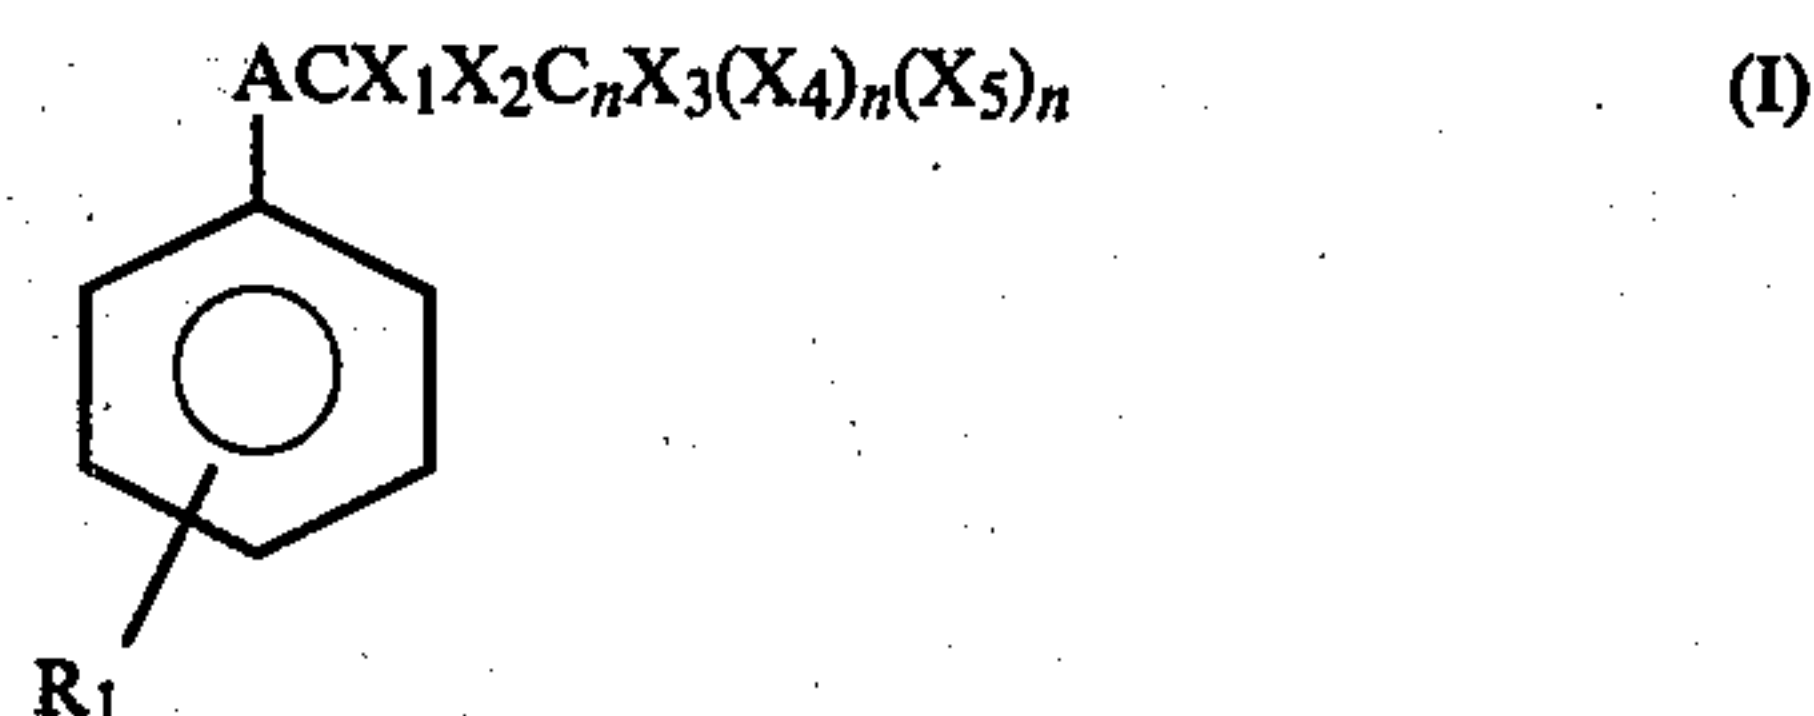 ACX₁X₂CₙX₃(X₄)ₙ(X₅)ₙ (I)
R₁